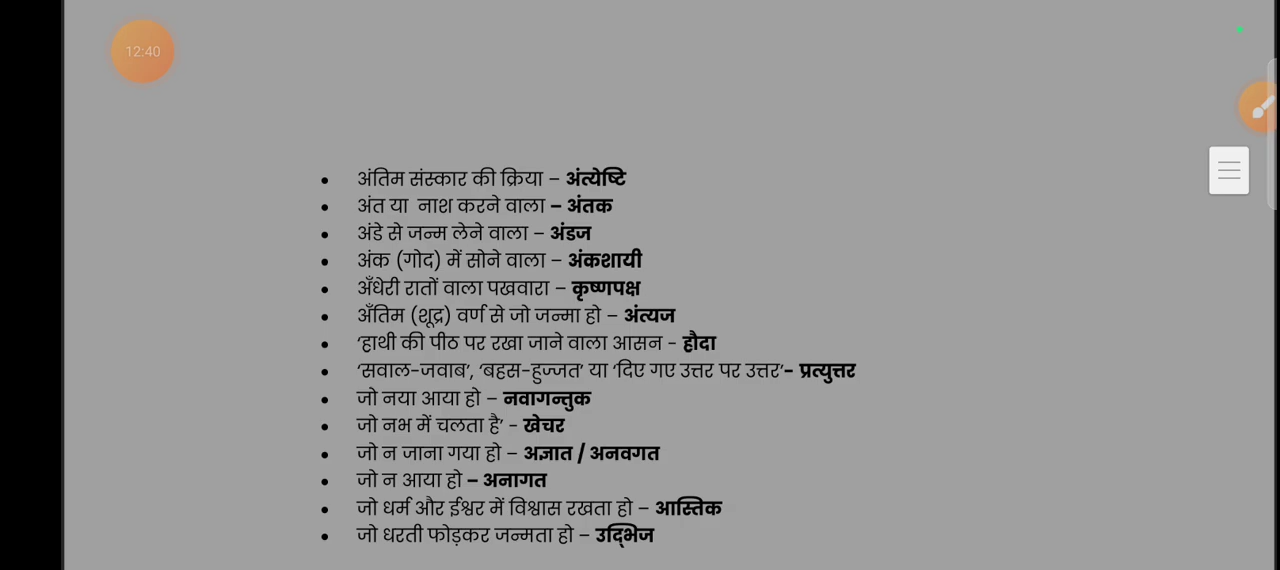 12:40
• अंतिम संस्कार की क्रिया – अंत्येष्टि
• अंत या नाश करने वाला – अंतक
• अंडे से जन्म लेने वाला – अंडज
• अंक (गोद) में सोने वाला – अंकशायी
• अँधेरी रातों वाला पखवारा – कृष्णपक्ष
• अँतिम (शूद्र) वर्ण से जो जन्मा हो – अंत्यज
• ‘हाथी की पीठ पर रखा जाने वाला आसन - हौदा
• ‘सवाल-जवाब’, ‘बहस-हुज्जत’ या ‘दिए गए उत्तर पर उत्तर’- प्रत्युत्तर
• जो नया आया हो – नवागन्तुक
• जो नभ में चलता है’ - खेचर
• जो न जाना गया हो – अज्ञात / अनवगत
• जो न आया हो – अनागत
• जो धर्म और ईश्वर में विश्वास रखता हो – आस्तिक
• जो धरती फोड़कर जन्मता हो – उद्भिज